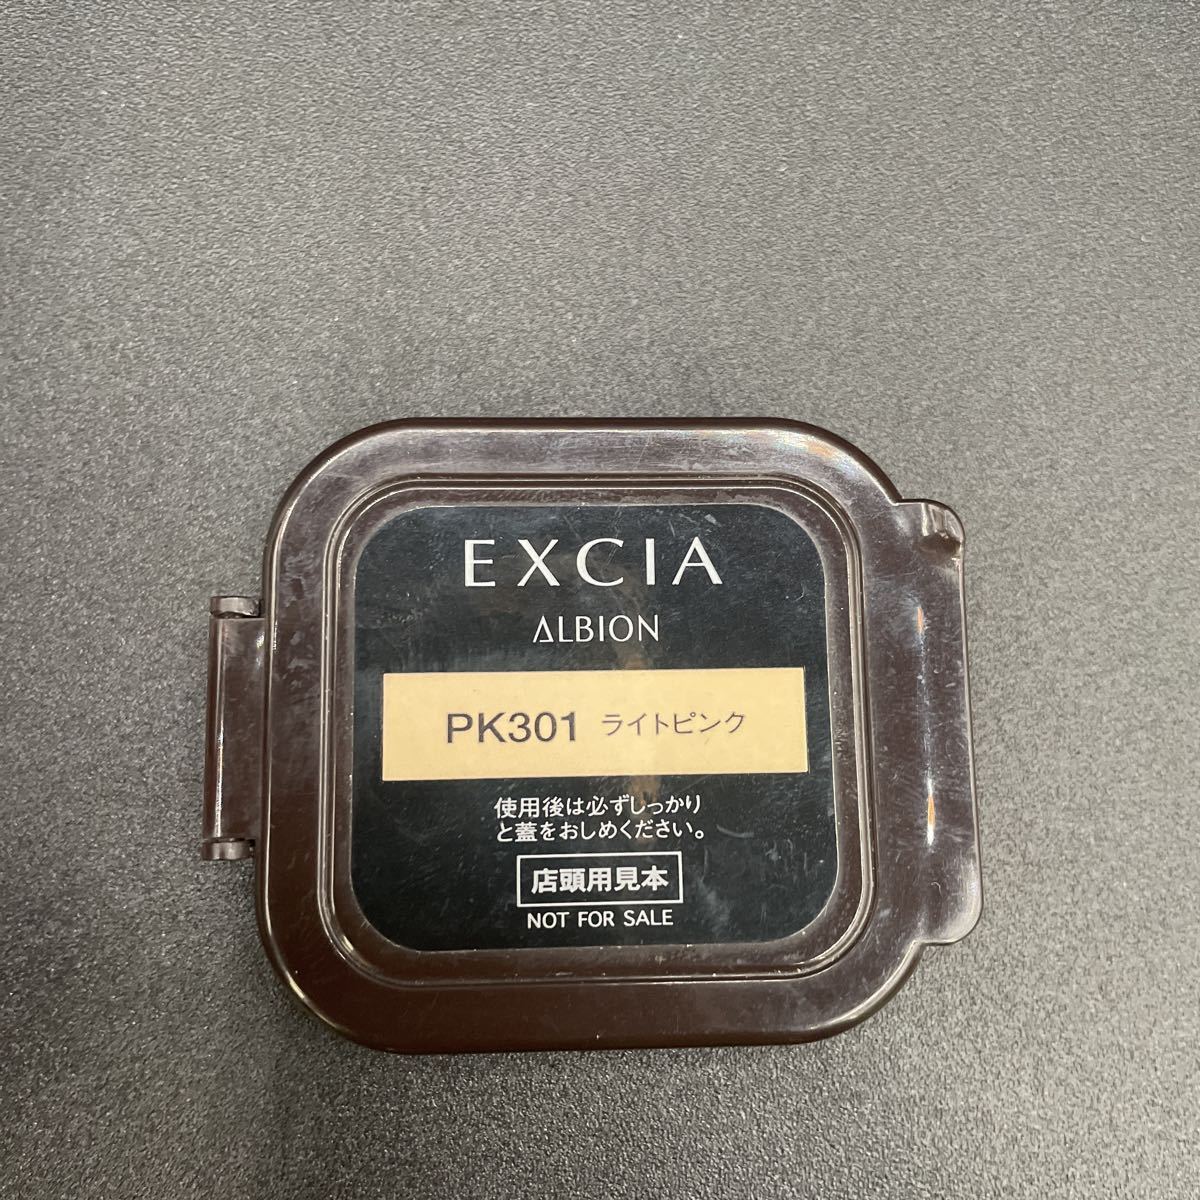 EXCIA
ALBION
PK301 ライトピンク
使用後は必ずしっかり
と蓋をおしめください。
店頭用見本
NOT FOR SALE